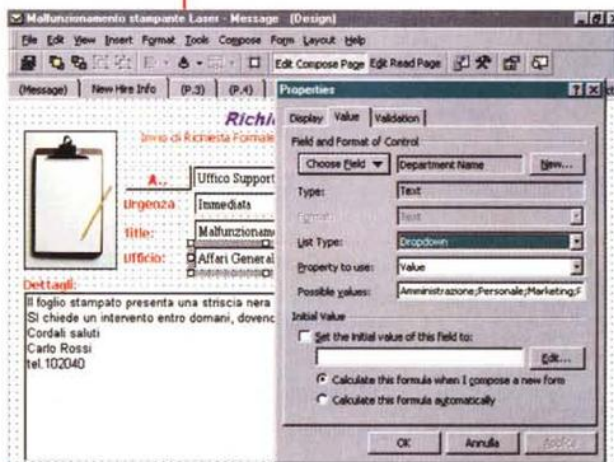 Malfunzionamento stampante Laser - Message (Design)
File Edit View Insert Format Tools Compose Form Layout Help
Edit Compose Page Edit Read Page
(Message) New Hire Info (P.3) (P.4)
Richi
Invio di Richiesta Formale
A.. Uffico Support
Urgenza Immediata
Title: Malfunzioname
Ufficio: Affari General
Dettagli:
Il foglio stampato presenta una striscia nera
SI chiede un intervento entro domani, dovend
Cordali saluti
Carlo Rossi
tel.102040
Properties
Display Value Validation
Field and Format of Control
Choose Field Department Name New...
Type: Text
Format: Text
List Type: Dropdown
Property to use: Value
Possible values: Amministrazione;Personale;Marketing;F
Initial Value
Set the initial value of this field to:
Edit...
Calculate this formula when I compose a new form
Calculate this formula automatically
OK Annulla Applica